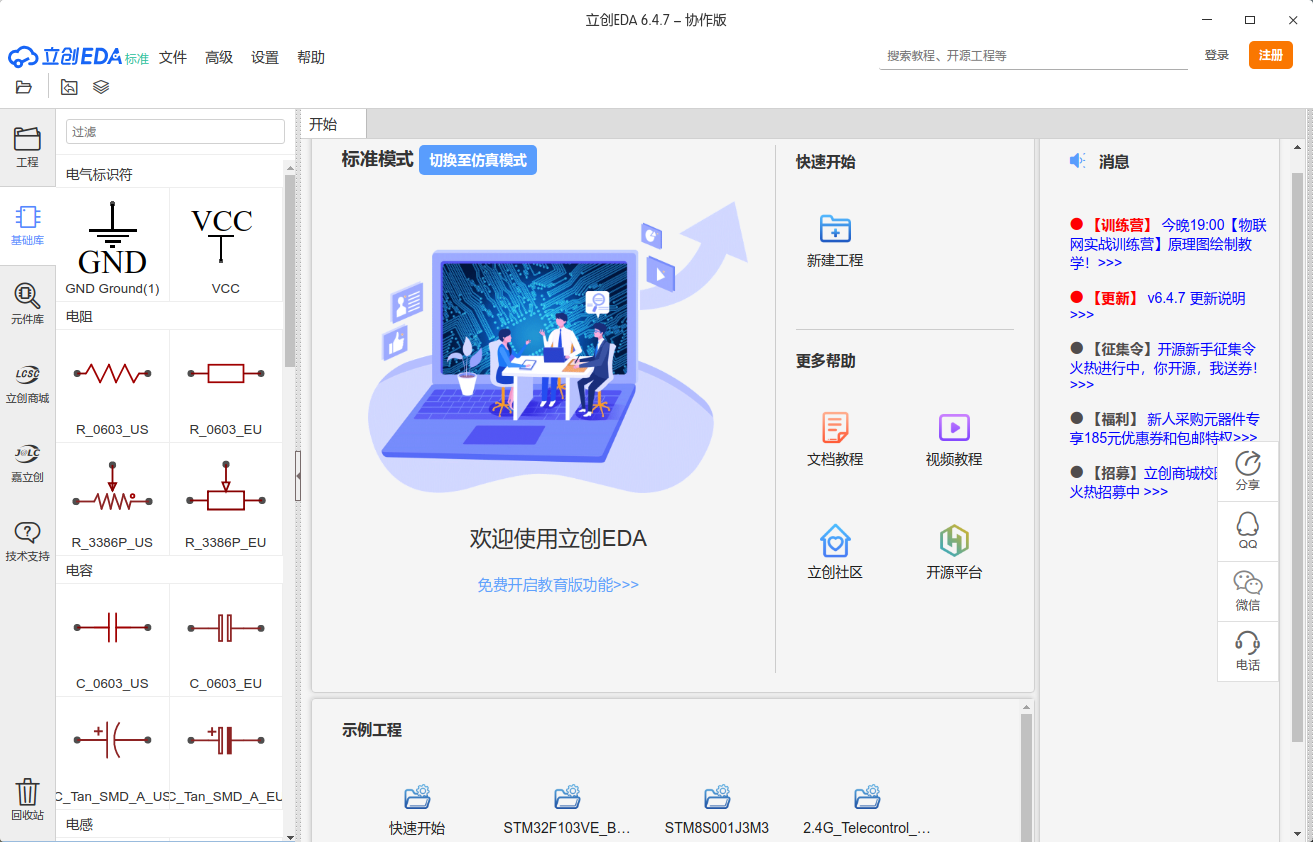 立创EDA 6.4.7 – 协作版
立创EDA 标准 文件 高级 设置 帮助
搜索教程、开源工程等
登录
注册
工程
基础库
元件库
LCSC
立创商城
J@LC
嘉立创
技术支持
回收站
过滤
电气标识符
GND
GND Ground(1)
VCC
VCC
电阻
R_0603_US
R_0603_EU
R_3386P_US
R_3386P_EU
电容
C_0603_US
C_0603_EU
C_Tan_SMD_A_US
C_Tan_SMD_A_EU
电感
开始
标准模式 切换至仿真模式
欢迎使用立创EDA
免费开启教育版功能>>>
快速开始
新建工程
更多帮助
文档教程
视频教程
立创社区
开源平台
示例工程
快速开始
STM32F103VE_B…
STM8S001J3M3
2.4G_Telecontrol_…
消息
【训练营】 今晚19:00【物联
网实战训练营】原理图绘制教
学！>>>
【更新】 v6.4.7 更新说明
>>>
【征集令】开源新手征集令
火热进行中，你开源，我送券！
>>>
【福利】 新人采购元器件专
享185元优惠券和包邮特权>>>
【招募】立创商城校
火热招募中 >>>
分享
QQ
微信
电话